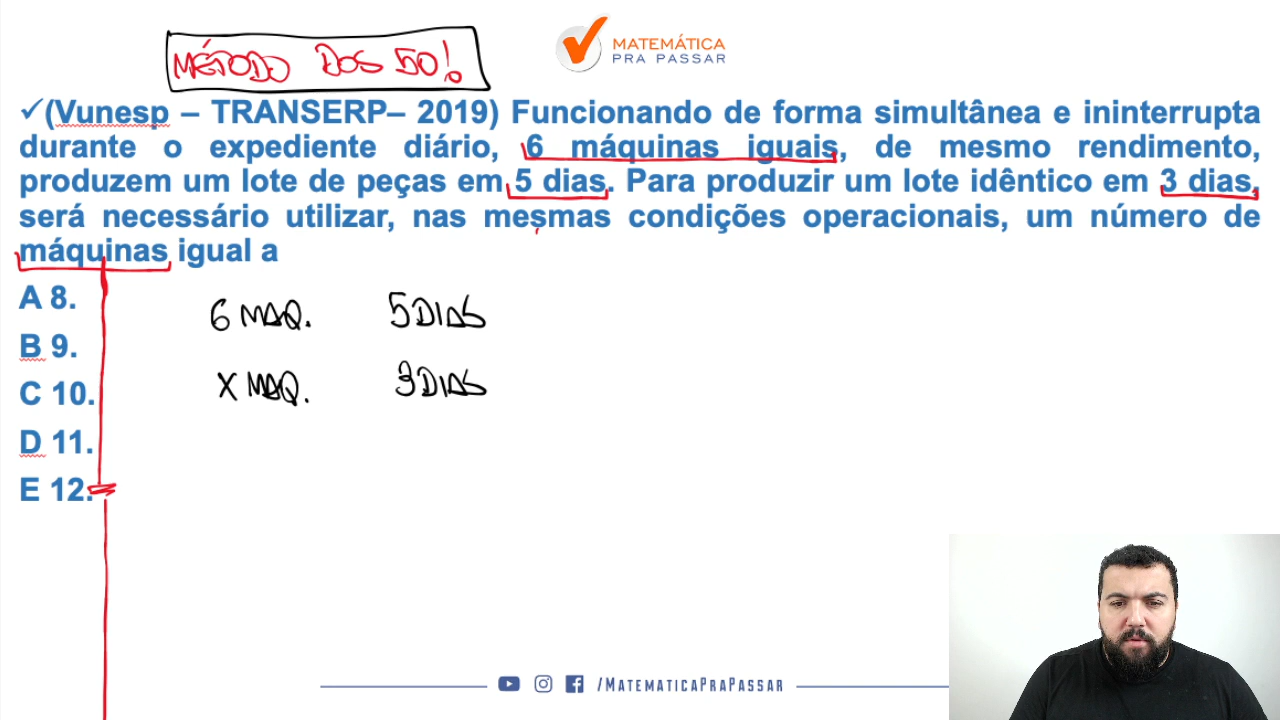 MÉTODO DOS 50!
MATEMÁTICA
PRA PASSAR
✓(Vunesp – TRANSERP– 2019) Funcionando de forma simultânea e ininterrupta
durante o expediente diário, 6 máquinas iguais, de mesmo rendimento,
produzem um lote de peças em 5 dias. Para produzir um lote idêntico em 3 dias,
será necessário utilizar, nas mesmas condições operacionais, um número de
máquinas igual a
A 8.
B 9.
C 10.
D 11.
E 12.
6 MAQ. 5 DIAS
X MAQ. 3 DIAS
/MATEMATICAPRAPASSAR